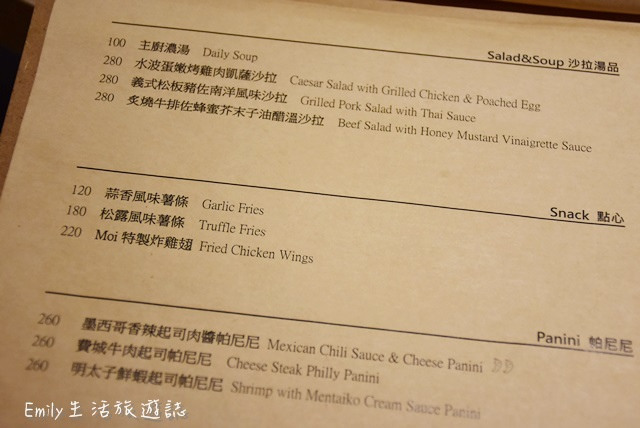 Salad&Soup 沙拉湯品
100 主廚濃湯 Daily Soup
280 水波蛋嫩烤雞肉凱薩沙拉 Caesar Salad with Grilled Chicken & Poached Egg
280 義式松板豬佐南洋風味沙拉 Grilled Pork Salad with Thai Sauce
280 炙燒牛排佐蜂蜜芥末子油醋溫沙拉 Beef Salad with Honey Mustard Vinaigrette Sauce
Snack 點心
120 蒜香風味薯條 Garlic Fries
180 松露風味薯條 Truffle Fries
220 Moi 特製炸雞翅 Fried Chicken Wings
Panini 帕尼尼
260 墨西哥香辣起司肉醬帕尼尼 Mexican Chili Sauce & Cheese Panini
260 費城牛肉起司帕尼尼 Cheese Steak Philly Panini
260 明太子鮮蝦起司帕尼尼 Shrimp with Mentaiko Cream Sauce Panini
Emily生活旅遊誌